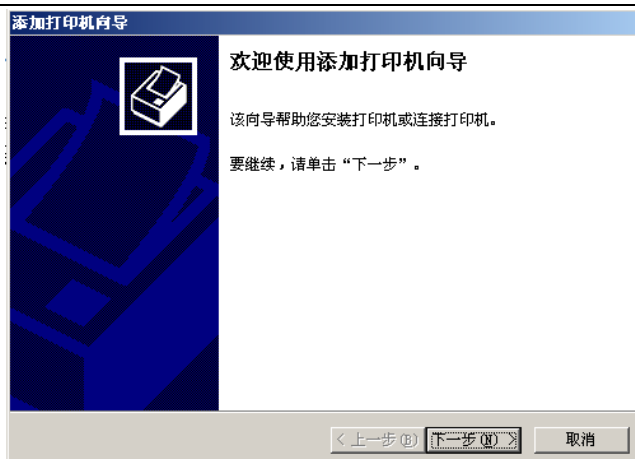 添加打印机向导
欢迎使用添加打印机向导
该向导帮助您安装打印机或连接打印机。
要继续，请单击“下一步”。
< 上一步(B) 下一步(N) > 取消